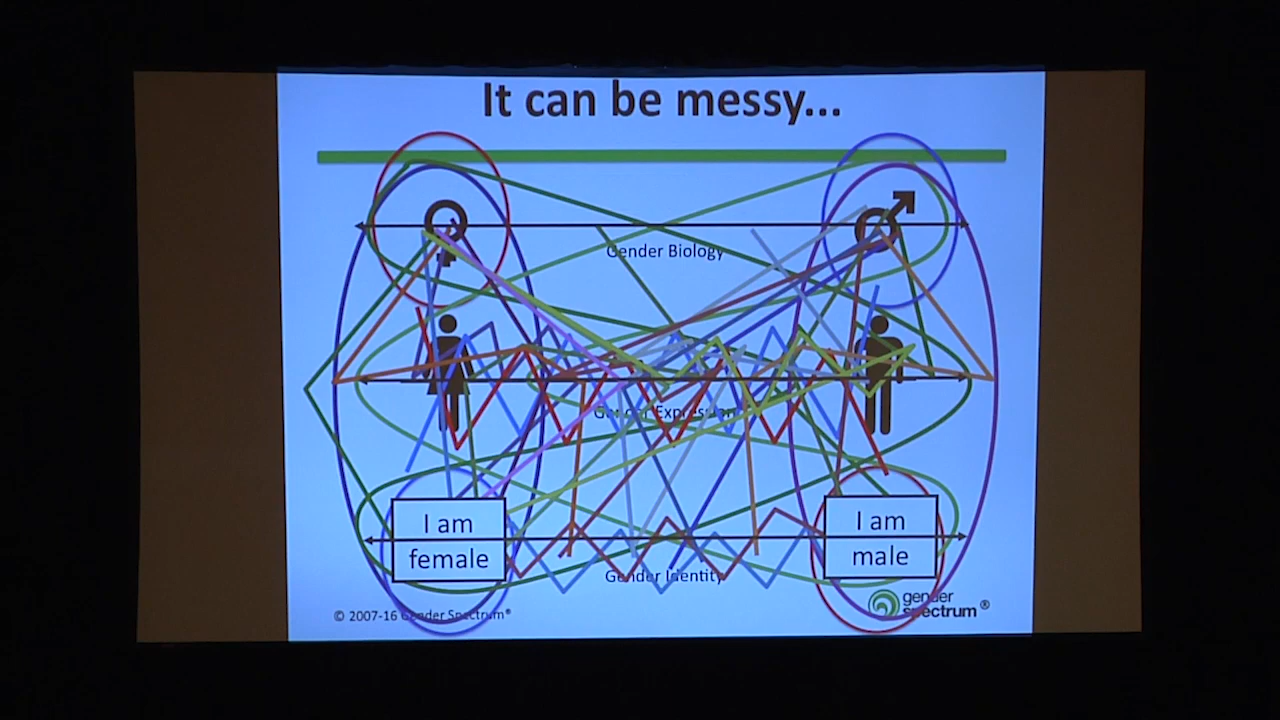 It can be messy...
Gender Biology
Gender Expression
I am
female
I am
male
Gender Identity
© 2007-16 Gender Spectrum®
gender
spectrum®